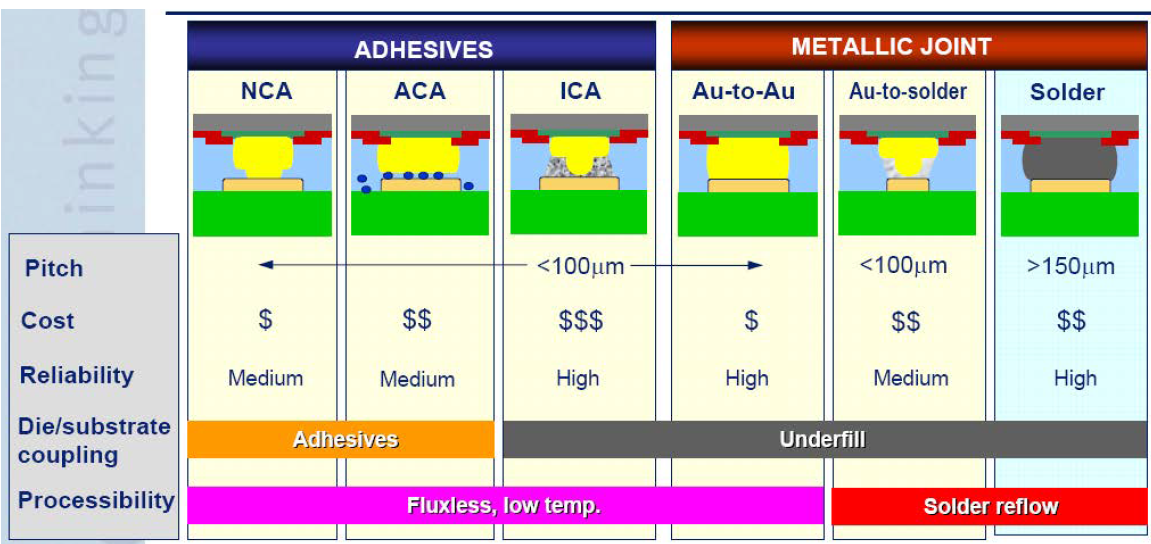 inking
ADHESIVES
METALLIC JOINT
NCA
ACA
ICA
Au-to-Au
Au-to-solder
Solder
Pitch
<100μm
<100μm
>150μm
Cost
$
$$
$$$
$
$$
$$
Reliability
Medium
Medium
High
High
Medium
High
Die/substrate
coupling
Adhesives
Underfill
Processibility
Fluxless, low temp.
Solder reflow